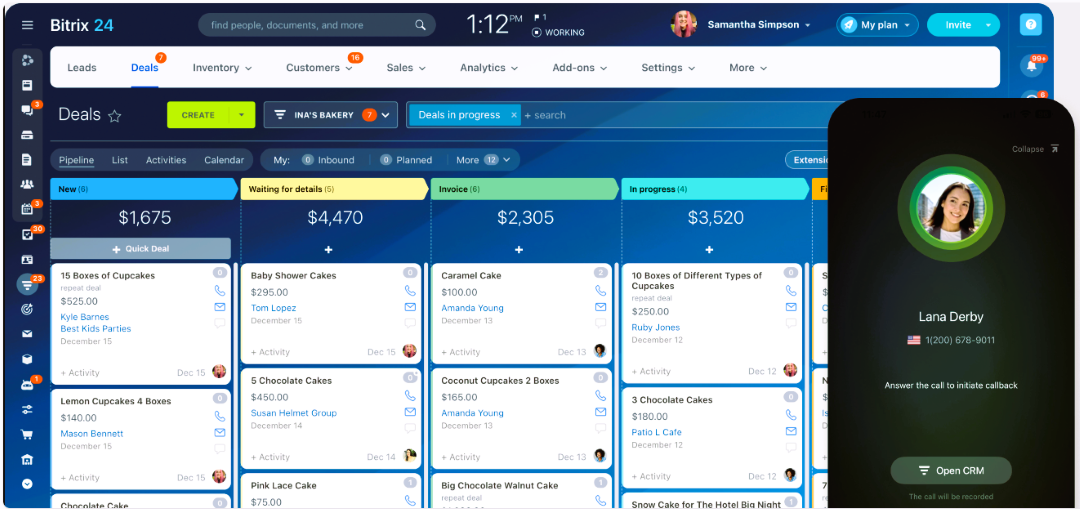 Bitrix 24
find people, documents, and more
1:12 PM
1
WORKING
Samantha Simpson
My plan
Invite
?
Leads
Deals
7
Inventory
Customers
16
Sales
Analytics
Add-ons
Settings
More
99+
6
3
3
30
23
1
Deals
CREATE
INA'S BAKERY
7
Deals in progress ×
+ search
Pipeline
List
Activities
Calendar
My:
0 Inbound
0 Planned
More 12
Extensio
New (6)
$1,675
+ Quick Deal
15 Boxes of Cupcakes
0
repeat deal
$525.00
Kyle Barnes
Best Kids Parties
December 15
+ Activity
Dec 15
Lemon Cupcakes 4 Boxes
0
$140.00
Mason Bennett
December 15
+ Activity
Dec 15
Chocolate Cake
0
Waiting for details (5)
$4,470
+
Baby Shower Cakes
0
$295.00
Tom Lopez
December 15
+ Activity
Dec 15
5 Chocolate Cakes
0
$450.00
Susan Helmet Group
December 14
+ Activity
Dec 14
Pink Lace Cake
1
$75.00
Invoice (6)
$2,305
+
Caramel Cake
2
$100.00
Amanda Young
December 13
+ Activity
Dec 13
Coconut Cupcakes 2 Boxes
0
$165.00
Amanda Young
December 13
+ Activity
Dec 13
Big Chocolate Walnut Cake
1
repeat deal
In progress (4)
$3,520
+
10 Boxes of Different Types of
Cupcakes
0
repeat deal
$250.00
Ruby Jones
December 12
+ Activity
Dec 12
3 Chocolate Cakes
0
$180.00
Patio L Cafe
December 12
+ Activity
Dec 12
Snow Cake for The Hotel Big Night
1
Collapse
Lana Derby
1(200) 678-9011
Answer the call to initiate callback
Open CRM
The call will be recorded